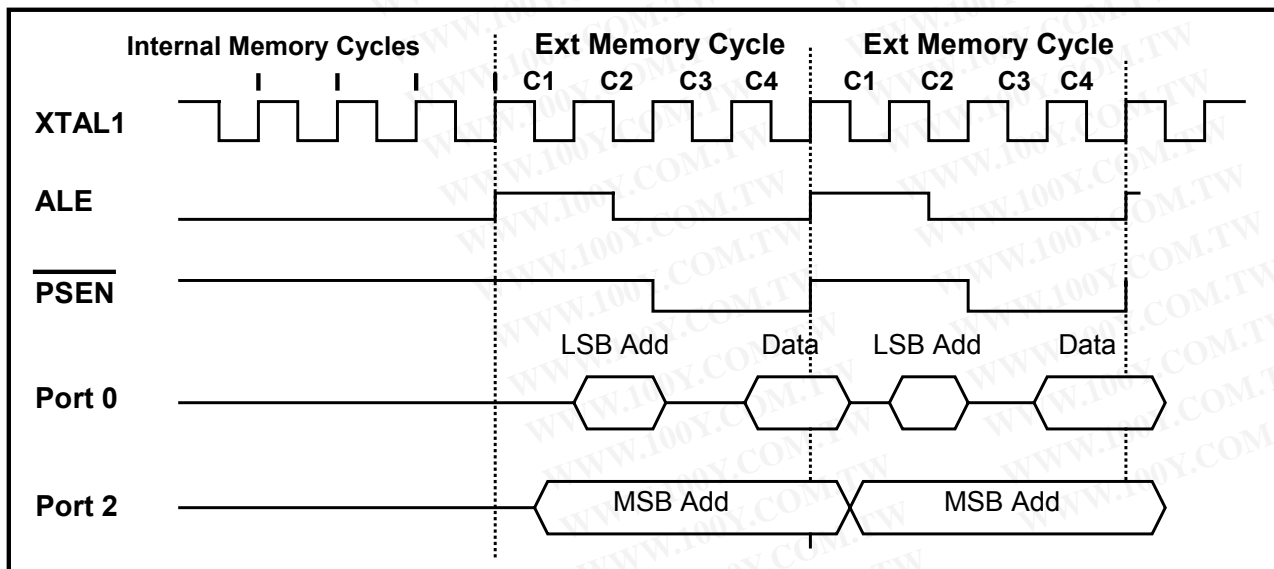 Internal Memory Cycles Ext Memory Cycle Ext Memory Cycle
C1 C2 C3 C4 C1 C2 C3 C4
XTAL1
ALE
PSEN
LSB Add Data LSB Add Data
Port 0
Port 2 MSB Add MSB Add
WWW.100Y.COM.TW